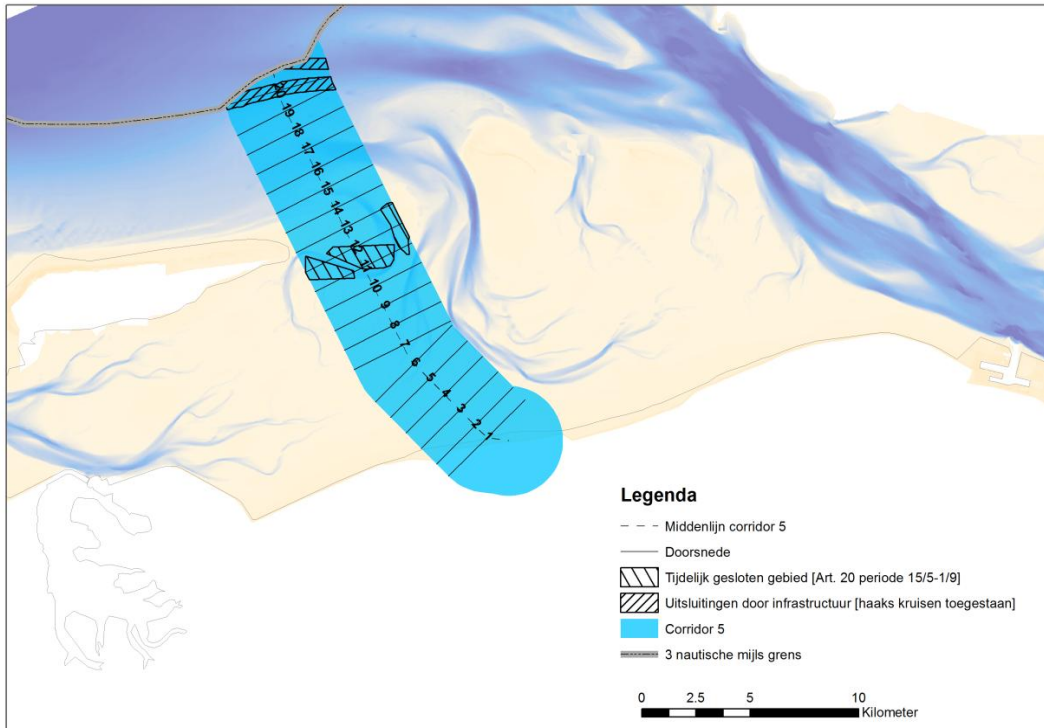 20
19
18
17
16
15
14
13
12
11
10
9
8
7
6
5
4
3
2
1
Legenda
Middenlijn corridor 5
Doorsnede
Tijdelijk gesloten gebied [Art. 20 periode 15/5-1/9]
Uitsluitingen door infrastructuur [haaks kruisen toegestaan]
Corridor 5
3 nautische mijls grens
0 2.5 5 10
Kilometer